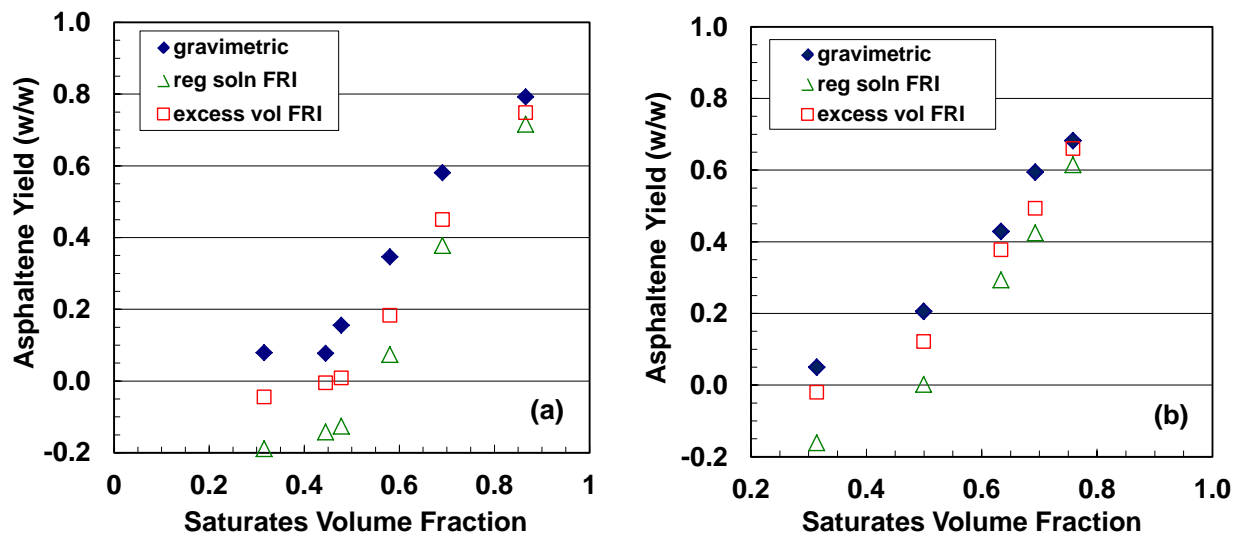 1.0
0.8
0.6
0.4
0.2
0.0
-0.2
Asphaltene Yield (w/w)
gravimetric
reg soln FRI
excess vol FRI
(a)
0 0.2 0.4 0.6 0.8 1
Saturates Volume Fraction
1.0
0.8
0.6
0.4
0.2
0.0
-0.2
Asphaltene Yield (w/w)
gravimetric
reg soln FRI
excess vol FRI
(b)
0.2 0.4 0.6 0.8 1.0
Saturates Volume Fraction